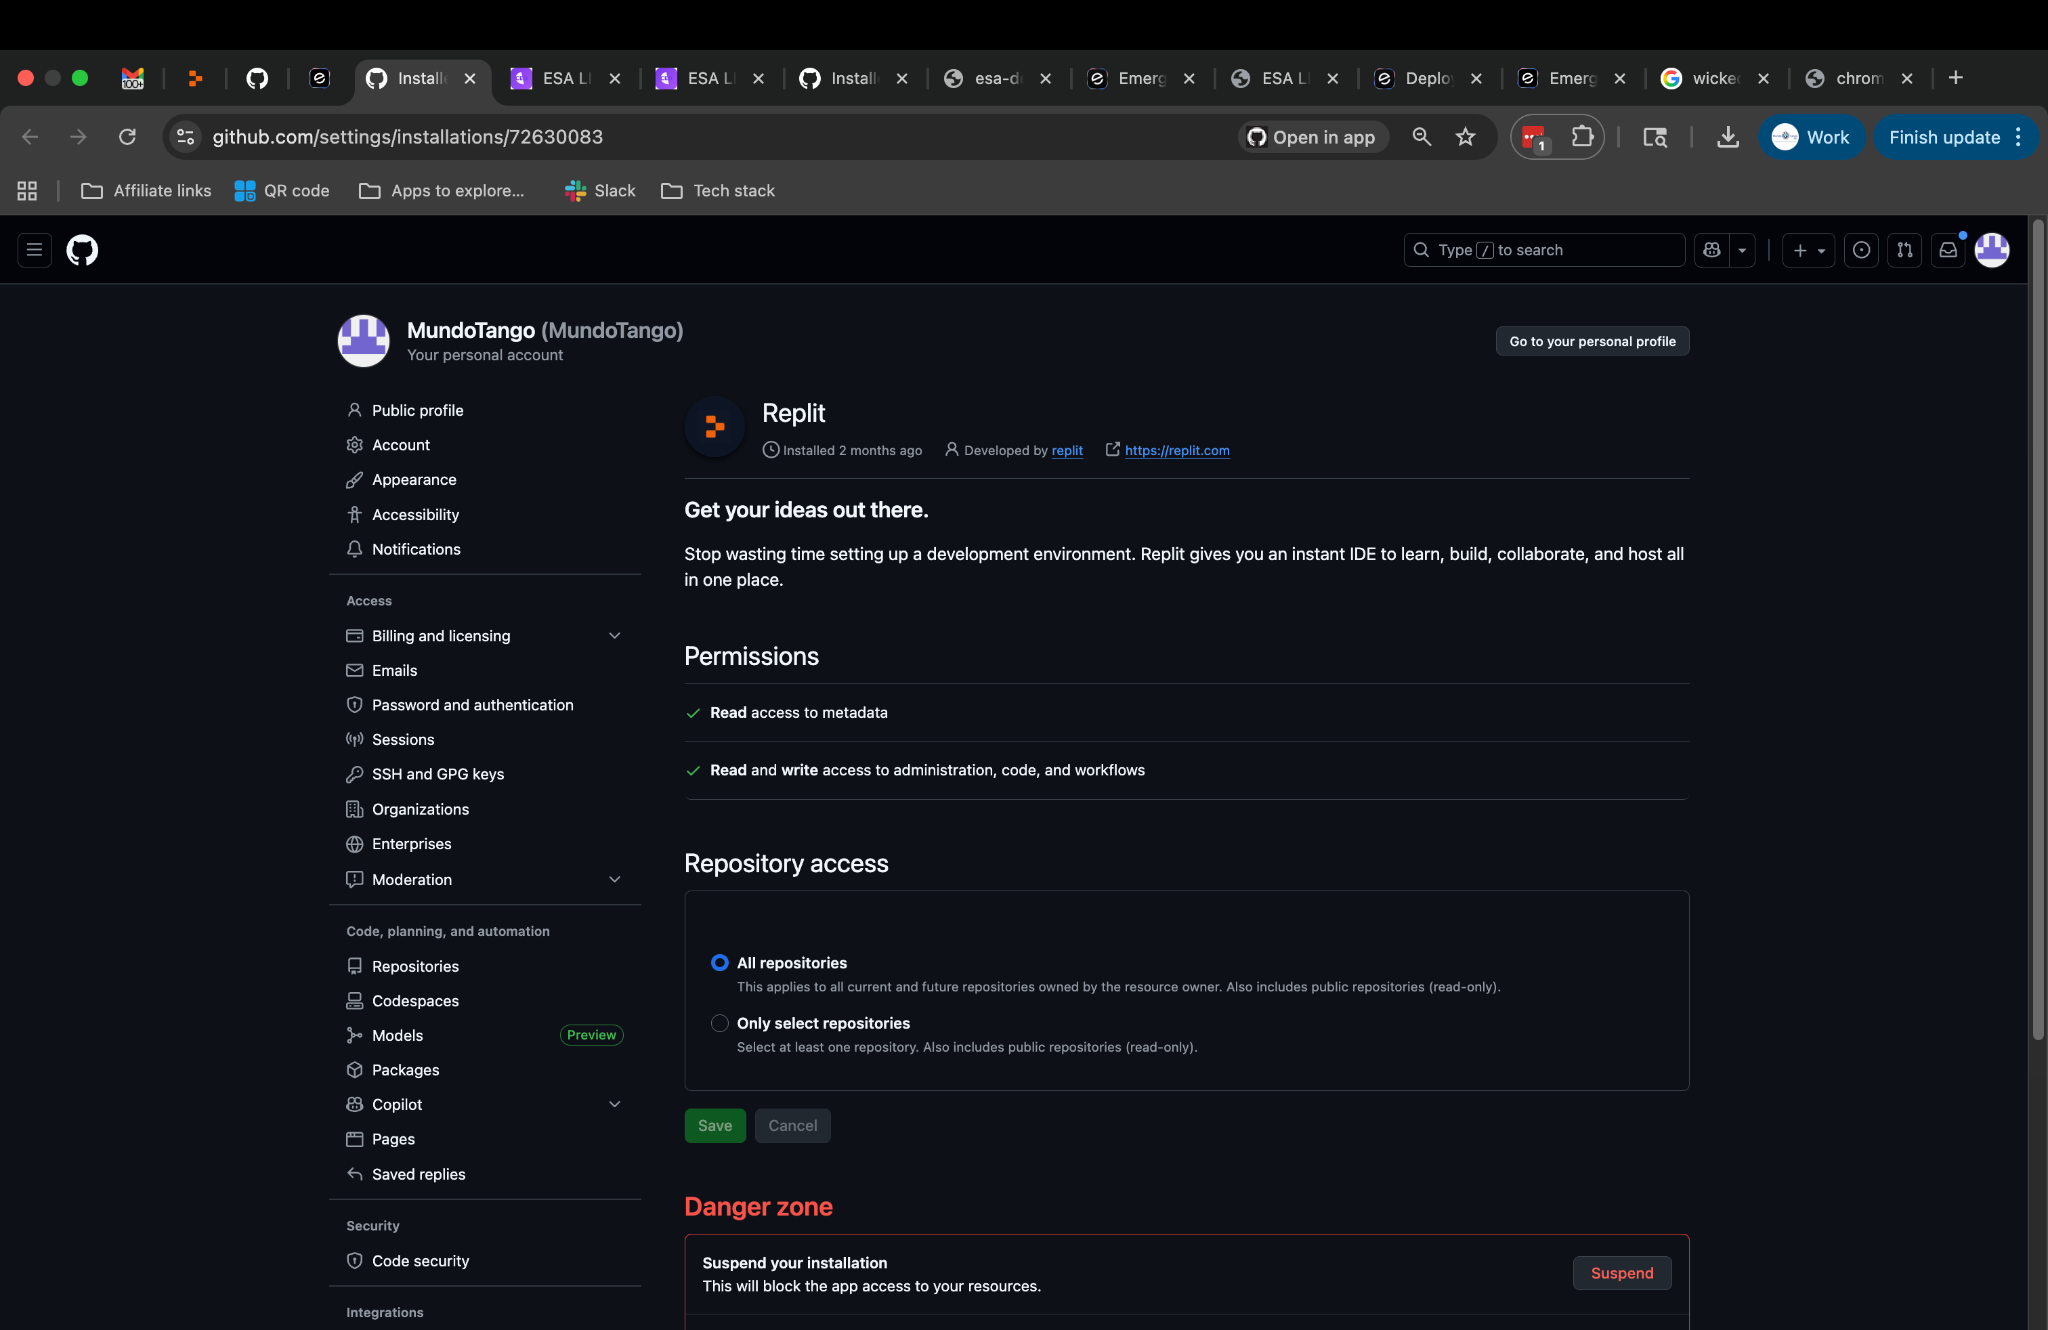 100+
Install
ESA LI
ESA LI
Install
esa-d
Emerg
ESA LI
Deplo
Emerg
wicke
chrom
github.com/settings/installations/72630083
Open in app
1
Work
Finish update
Affiliate links
QR code
Apps to explore...
Slack
Tech stack
Type / to search
MundoTango (MundoTango)
Your personal account
Go to your personal profile
Public profile
Account
Appearance
Accessibility
Notifications
Access
Billing and licensing
Emails
Password and authentication
Sessions
SSH and GPG keys
Organizations
Enterprises
Moderation
Code, planning, and automation
Repositories
Codespaces
Models
Preview
Packages
Copilot
Pages
Saved replies
Security
Code security
Integrations
Replit
Installed 2 months ago
Developed by replit
https://replit.com
Get your ideas out there.
Stop wasting time setting up a development environment. Replit gives you an instant IDE to learn, build, collaborate, and host all
in one place.
Permissions
Read access to metadata
Read and write access to administration, code, and workflows
Repository access
All repositories
This applies to all current and future repositories owned by the resource owner. Also includes public repositories (read-only).
Only select repositories
Select at least one repository. Also includes public repositories (read-only).
Save
Cancel
Danger zone
Suspend your installation
This will block the app access to your resources.
Suspend